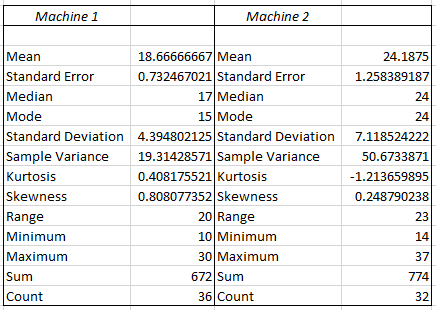 Machine 1 Machine 2
Mean 18.66666667 Mean 24.1875
Standard Error 0.732467021 Standard Error 1.258389187
Median 17 Median 24
Mode 15 Mode 24
Standard Deviation 4.394802125 Standard Deviation 7.118524222
Sample Variance 19.31428571 Sample Variance 50.6733871
Kurtosis 0.408175521 Kurtosis -1.213659895
Skewness 0.808077352 Skewness 0.248790238
Range 20 Range 23
Minimum 10 Minimum 14
Maximum 30 Maximum 37
Sum 672 Sum 774
Count 36 Count 32